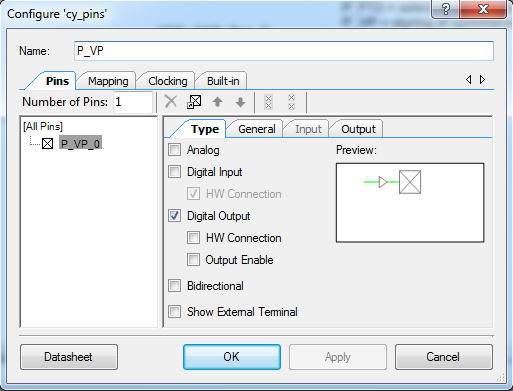 Configure 'cy_pins'
Name: P_VP
Pins Mapping Clocking Built-in
Number of Pins: 1
[All Pins]
P_VP_0
Type General Input Output
Analog
Preview:
Digital Input
HW Connection
Digital Output
HW Connection
Output Enable
Bidirectional
Show External Terminal
Datasheet OK Apply Cancel